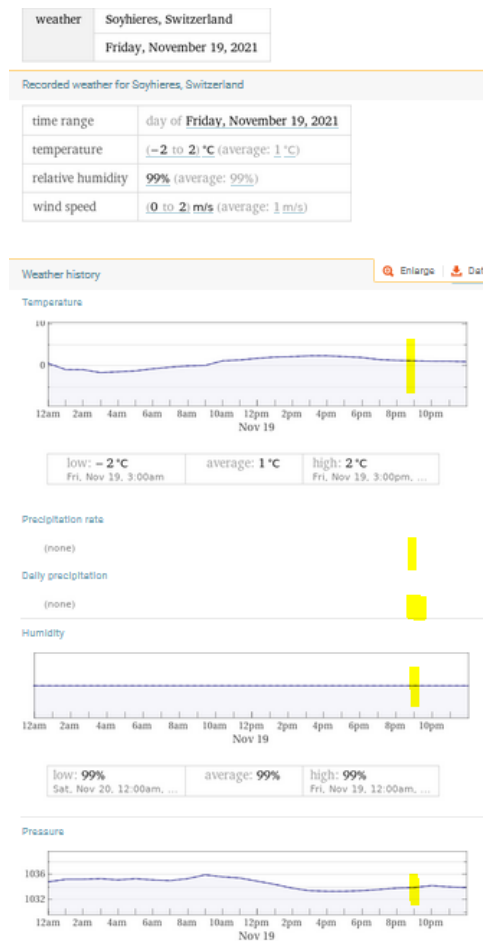 weather Soyhieres, Switzerland
Friday, November 19, 2021
Recorded weather for Soyhieres, Switzerland
time range day of Friday, November 19, 2021
temperature (−2 to 2) °C (average: 1 °C)
relative humidity 99% (average: 99%)
wind speed (0 to 2) m/s (average: 1 m/s)
Weather history Enlarge Dat
Temperature
10
0
12am 2am 4am 6am 8am 10am 12pm 2pm 4pm 6pm 8pm 10pm
Nov 19
low: −2 °C average: 1 °C high: 2 °C
Fri, Nov 19, 3:00am Fri, Nov 19, 3:00pm, ...
Precipitation rate
(none)
Daily precipitation
(none)
Humidity
12am 2am 4am 6am 8am 10am 12pm 2pm 4pm 6pm 8pm 10pm
Nov 19
low: 99% average: 99% high: 99%
Sat, Nov 20, 12:00am, ... Fri, Nov 19, 12:00am, ...
Pressure
1036
1032
12am 2am 4am 6am 8am 10am 12pm 2pm 4pm 6pm 8pm 10pm
Nov 19